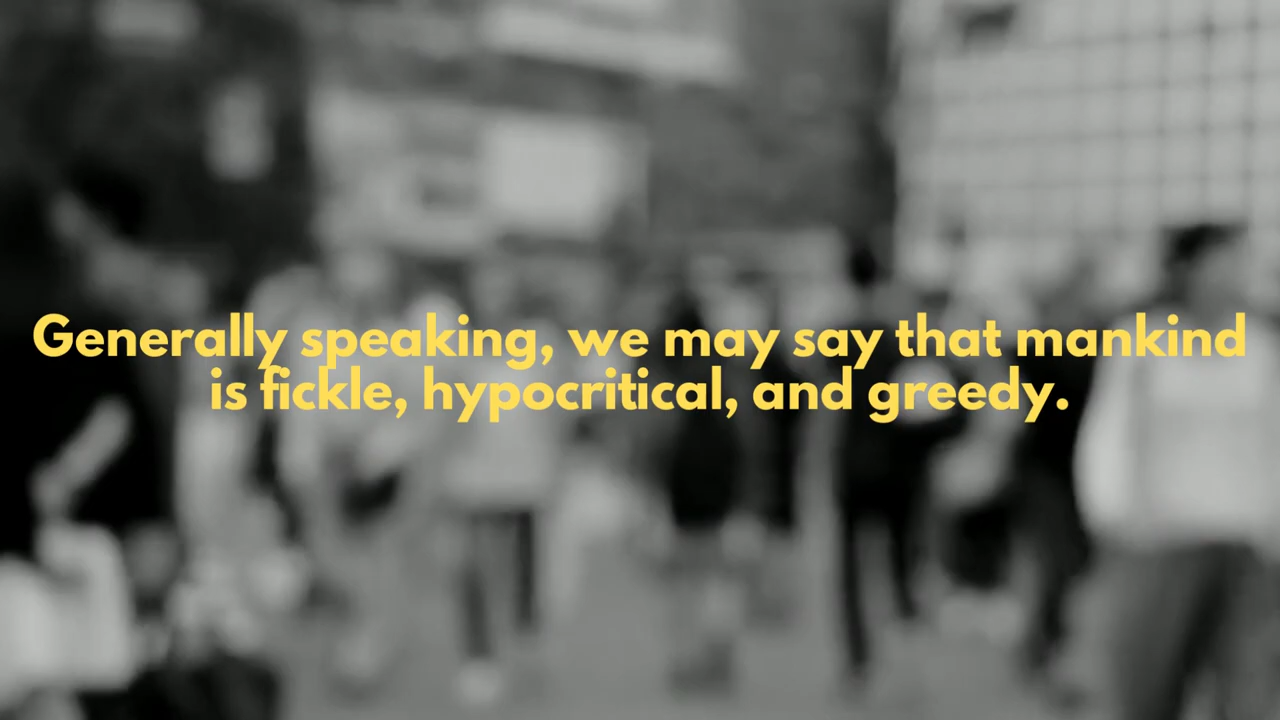 Generally speaking, we may say that mankind
is fickle, hypocritical, and greedy.